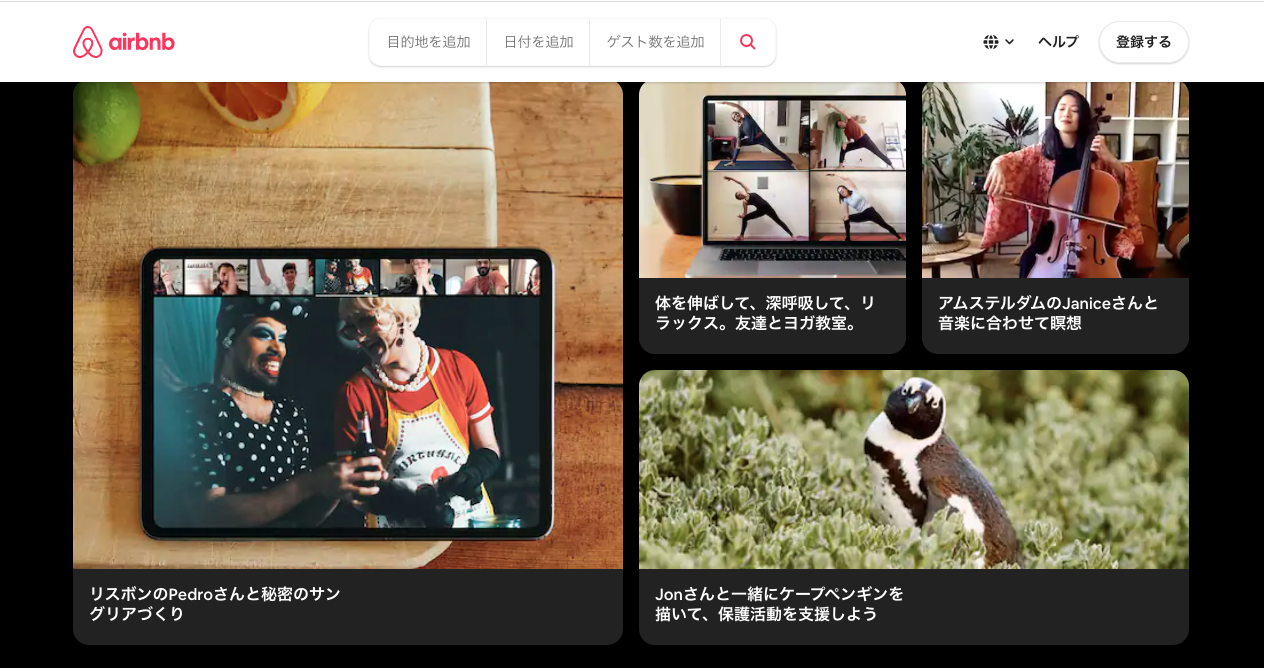 airbnb
目的地を追加
日付を追加
ゲスト数を追加
ヘルプ
登録する
体を伸ばして、深呼吸して、リ
ラックス。友達とヨガ教室。
アムステルダムのJaniceさんと
音楽に合わせて瞑想
リスボンのPedroさんと秘密のサン
グリアづくり
Jonさんと一緒にケープペンギンを
描いて、保護活動を支援しよう